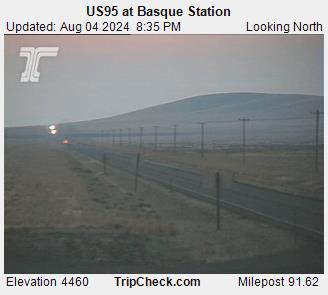 US95 at Basque Station
Updated: Aug 04 2024 8:35 PM Looking North
Elevation 4460 TripCheck.com Milepost 91.62